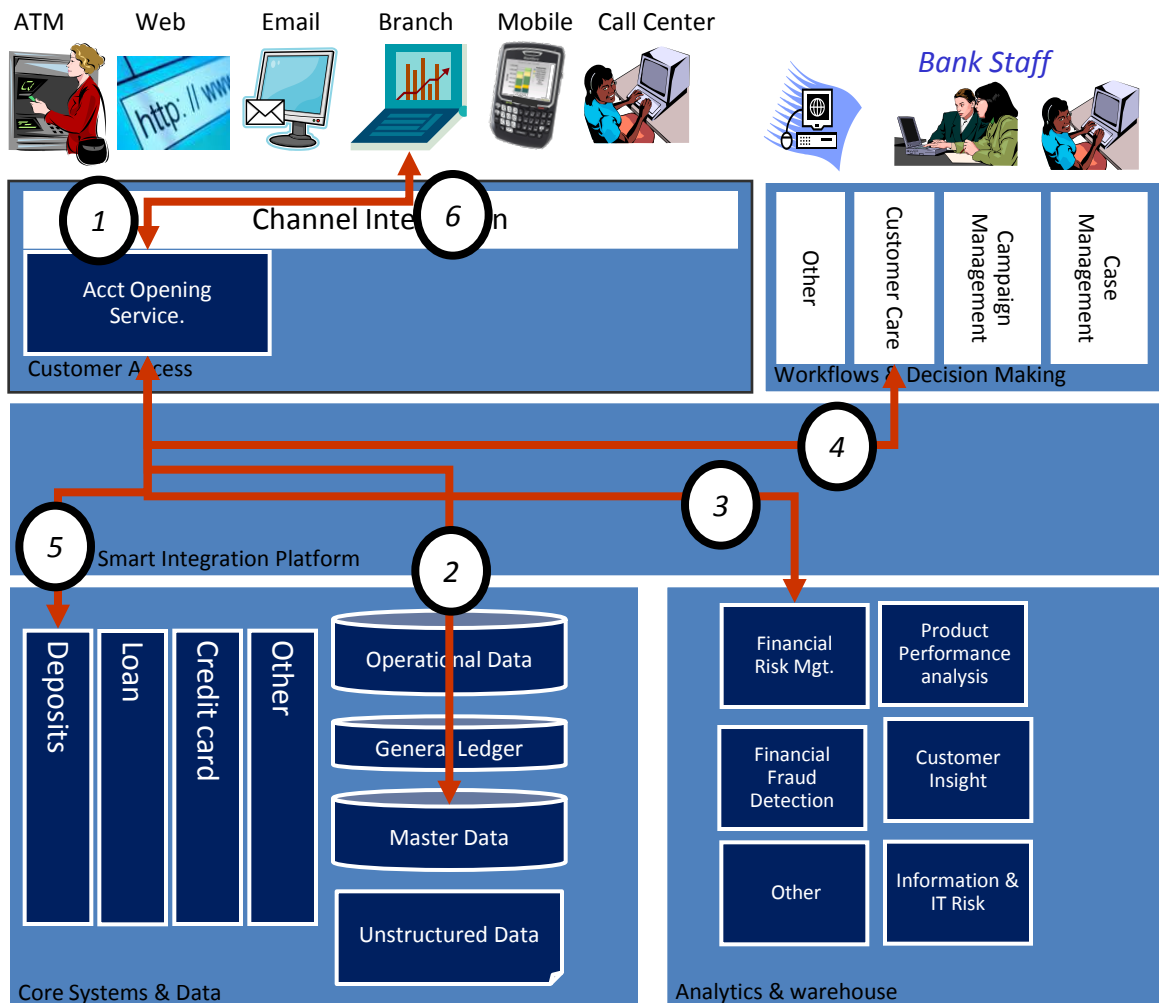 ATM Web Email Branch Mobile Call Center
http: // www
Bank Staff
1
6
Channel Inte n
Acct Opening
Service.
Customer Access
Other
Customer Care
Campaign
Management
Case
Management
Workflows & Decision Making
4
3
5
2
Smart Integration Platform
Deposits
Loan
Credit card
Other
Operational Data
General Ledger
Master Data
Unstructured Data
Core Systems & Data
Financial
Risk Mgt.
Product
Performance
analysis
Financial
Fraud
Detection
Customer
Insight
Other
Information &
IT Risk
Analytics & warehouse